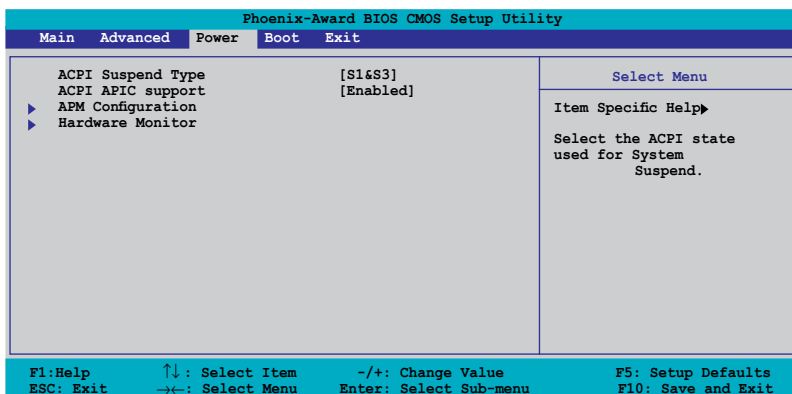 Phoenix-Award BIOS CMOS Setup Utility
Main Advanced Power Boot Exit
ACPI Suspend Type [S1&S3]
ACPI APIC support [Enabled]
APM Configuration
Hardware Monitor
Select Menu
Item Specific Help
Select the ACPI state
used for System
Suspend.
F1:Help ↑↓: Select Item -/+: Change Value F5: Setup Defaults
ESC: Exit →←: Select Menu Enter: Select Sub-menu F10: Save and Exit